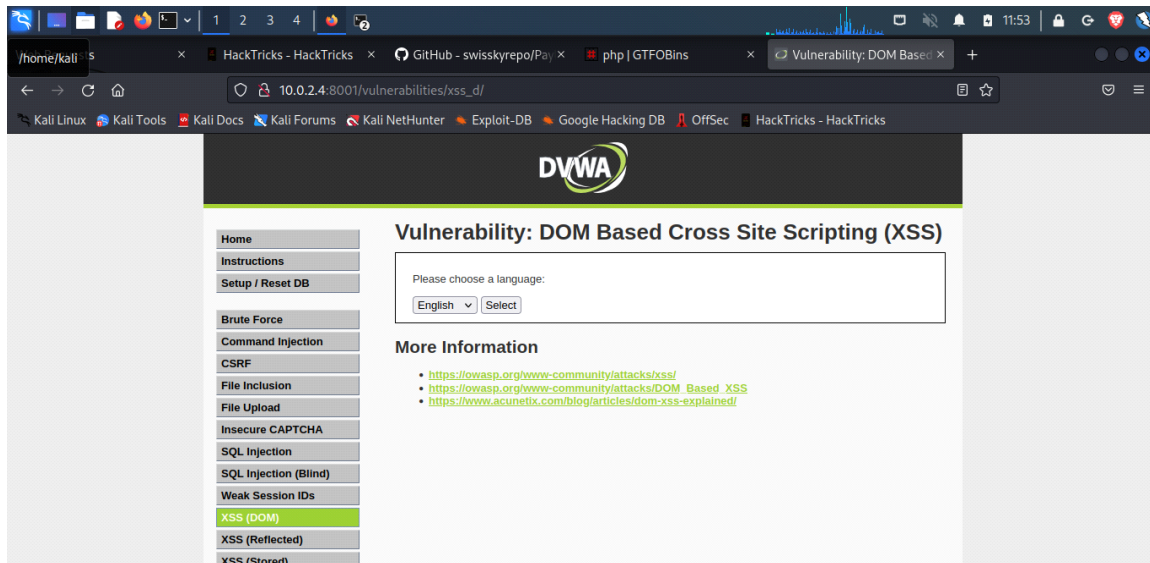 1 2 3 4 11:53
/home/kali sts HackTricks - HackTricks GitHub - swisskyrepo/Pay php | GTFOBins Vulnerability: DOM Based
10.0.2.4:8001/vulnerabilities/xss_d/
Kali Linux Kali Tools Kali Docs Kali Forums Kali NetHunter Exploit-DB Google Hacking DB OffSec HackTricks - HackTricks
DVWA
Vulnerability: DOM Based Cross Site Scripting (XSS)
Home
Instructions
Setup / Reset DB
Brute Force
Command Injection
CSRF
File Inclusion
File Upload
Insecure CAPTCHA
SQL Injection
SQL Injection (Blind)
Weak Session IDs
XSS (DOM)
XSS (Reflected)
XSS (Stored)
Please choose a language:
English Select
More Information
https://owasp.org/www-community/attacks/xss/
https://owasp.org/www-community/attacks/DOM_Based_XSS
https://www.acunetix.com/blog/articles/dom-xss-explained/